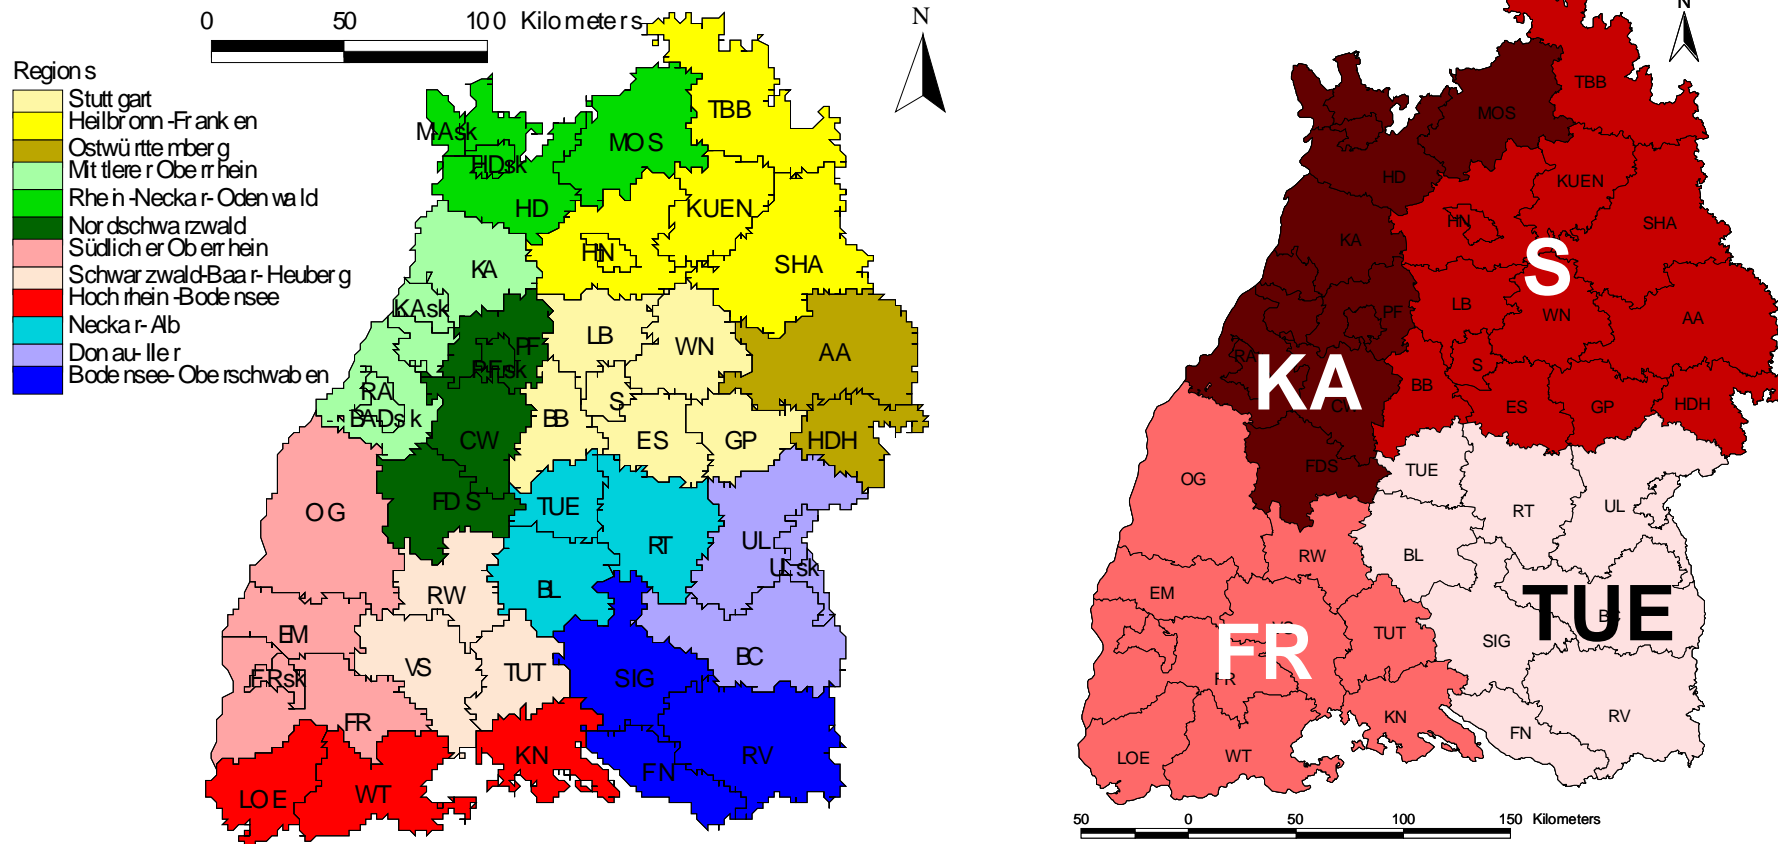 0 50 100 Kilometers
N
Regions
Stuttgart
Heilbronn-Franken
Ostwürttemberg
Mittlerer Oberrhein
Rhein-Neckar-Odenwald
Nordschwarzwald
Südlicher Oberrhein
Schwarzwald-Baar-Heuberg
Hochrhein-Bodensee
Neckar-Alb
Donau-Iller
Bodensee-Oberschwaben
TBB
MAsk
MOS
HDsk
HD
KUEN
HN
SHA
KA
KAsk
LB
WN
AA
PF
PFsk
RA
BADsk
S
BB
CW
ES
GP
HDH
FDS
TUE
OG
RT
UL
ULsk
BL
RW
EM
BC
VS
TUT
SIG
FRsk
FR
KN
RV
FN
LOE
WT
N
TBB
MOS
HD
KUEN
HN
SHA
KA
S
LB
PF
WN
AA
RA
S
KA
BB
CW
ES
GP
HDH
FDS
TUE
OG
RT
UL
RW
BL
EM
TUE
BC
TUT
VS
SIG
FR
FR
KN
RV
FN
LOE
WT
50 0 50 100 150 Kilometers